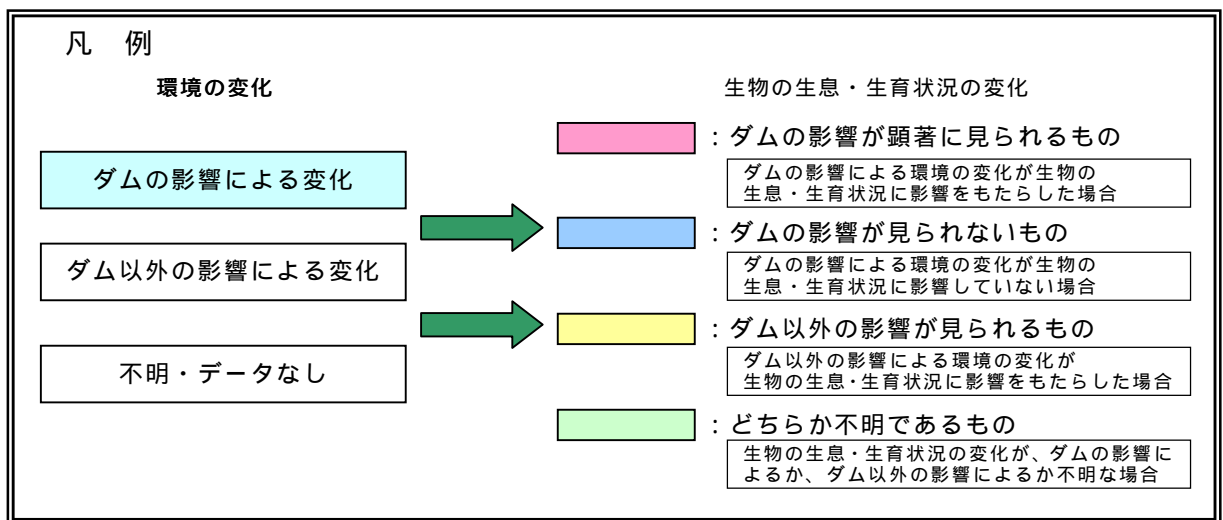 凡 例
環境の変化
ダムの影響による変化
ダム以外の影響による変化
不明・データなし
生物の生息・生育状況の変化
：ダムの影響が顕著に見られるもの
ダムの影響による環境の変化が生物の
生息・生育状況に影響をもたらした場合
：ダムの影響が見られないもの
ダムの影響による環境の変化が生物の
生息・生育状況に影響していない場合
：ダム以外の影響が見られるもの
ダム以外の影響による環境の変化が
生物の生息・生育状況に影響をもたらした場合
：どちらか不明であるもの
生物の生息・生育状況の変化が、ダムの影響に
よるか、ダム以外の影響によるか不明な場合